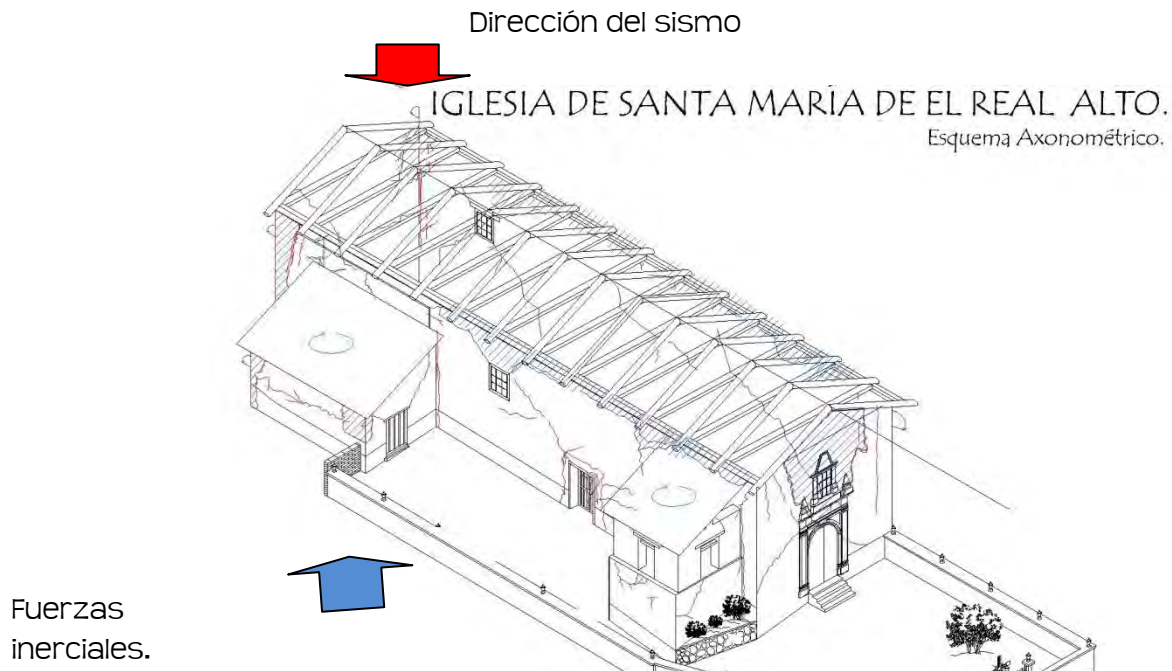 Dirección del sismo
IGLESIA DE SANTA MARÍA DE EL REAL ALTO.
Esquema Axonométrico.
Fuerzas
inerciales.